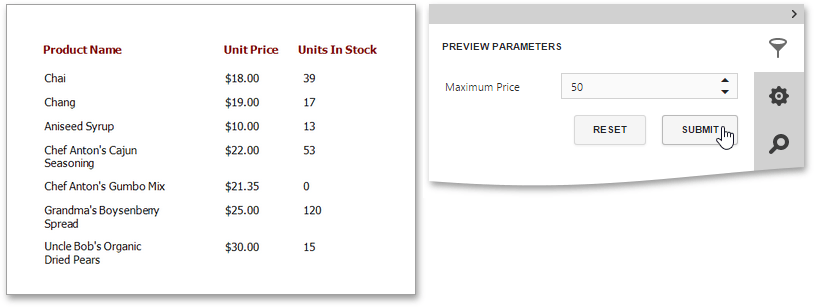 Product Name Unit Price Units In Stock
Chai $18.00 39
Chang $19.00 17
Aniseed Syrup $10.00 13
Chef Anton's Cajun $22.00 53
Seasoning
Chef Anton's Gumbo Mix $21.35 0
Grandma's Boysenberry $25.00 120
Spread
Uncle Bob's Organic $30.00 15
Dried Pears
PREVIEW PARAMETERS
Maximum Price 50
RESET SUBMIT